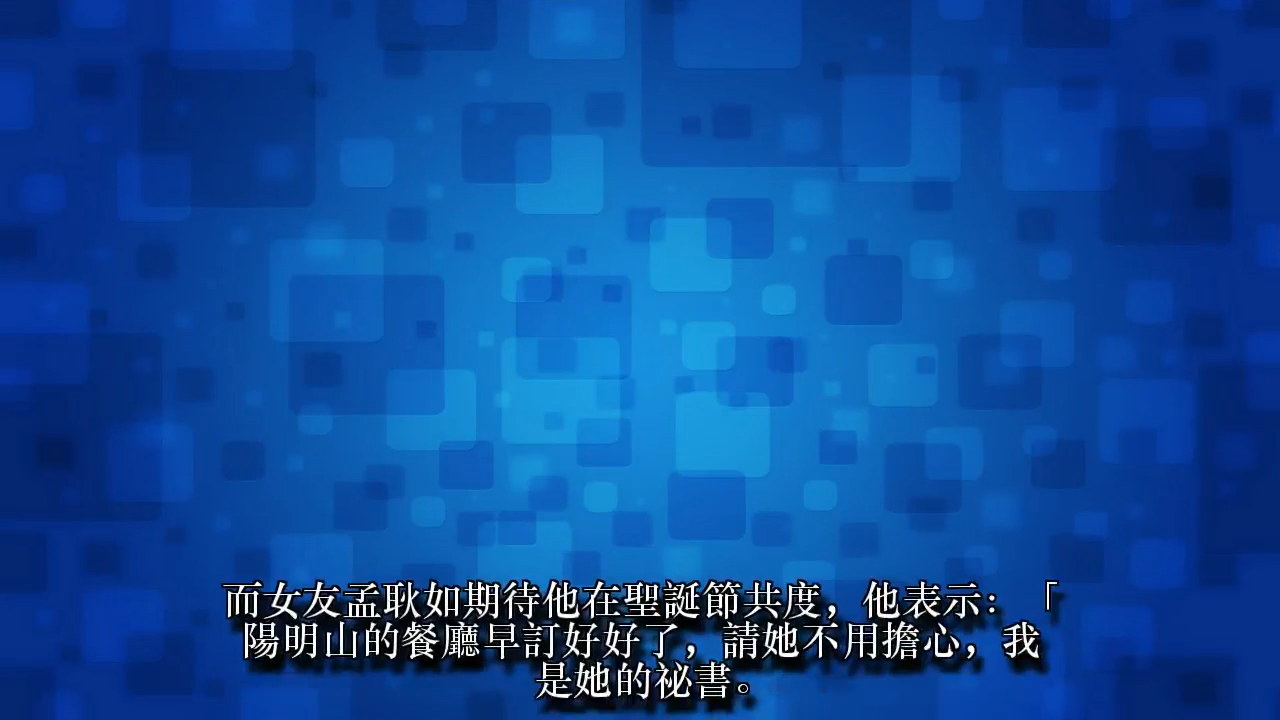 而女友孟耿如期待他在聖誕節共度，他表示：「
陽明山的餐廳早訂好好了，請她不用擔心，我
是她的祕書。